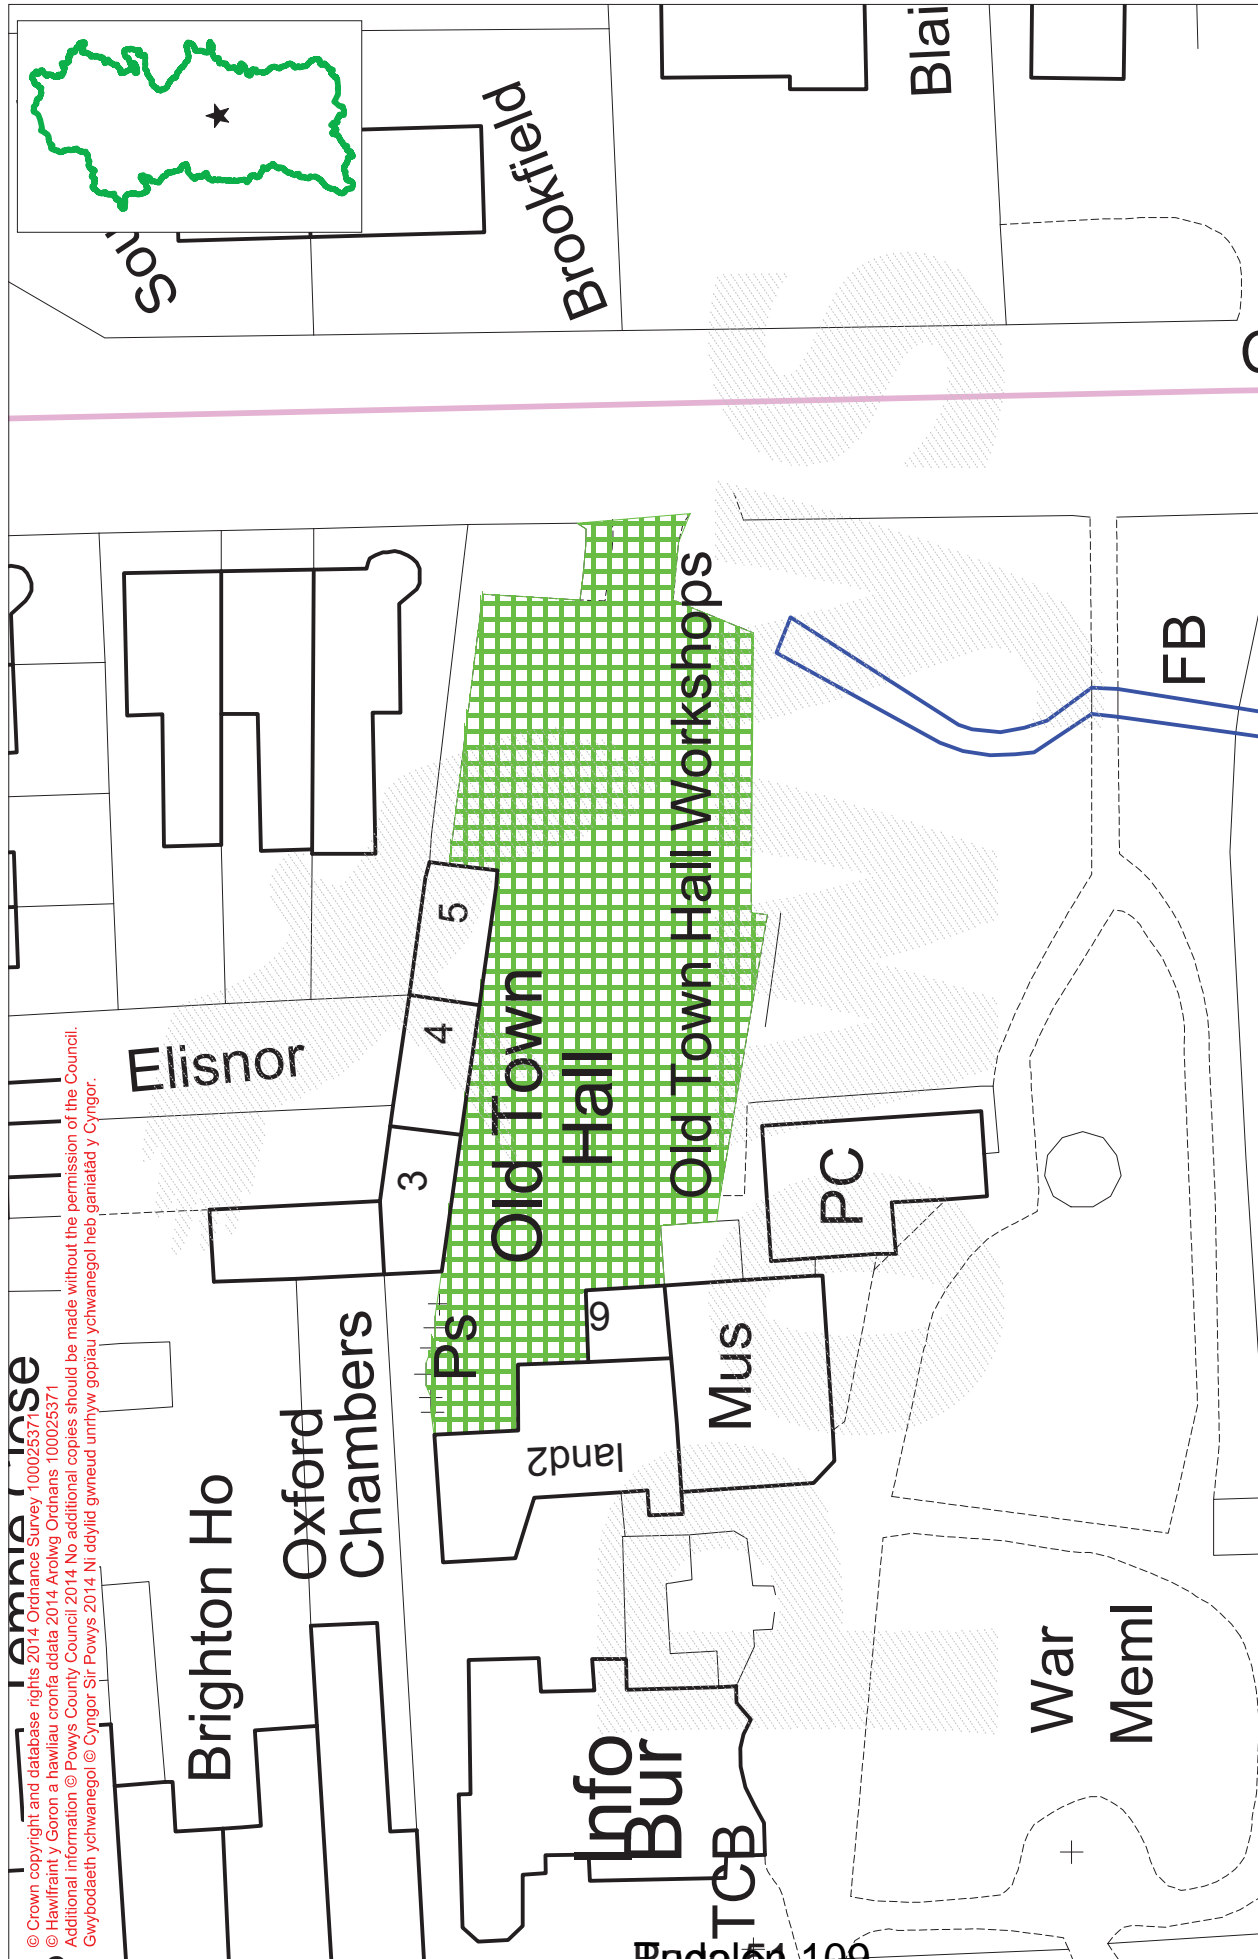 Brookfield
Blai
Old Town Hall Workshops
FB
5
4
3
Elisnor
Old Town
Hall
PC
Ps
6
Mus
1and2
Oxford
Chambers
Brighton Ho
Info
Bur
TCB
War
Meml
© Crown copyright and database rights 2014 Ordnance Survey 100025371
© Hawlfraint y Goron a hawliau cronfa ddata 2014 Arolwg Ordnans 100025371
Additional information © Powys County Council 2014 No additional copies should be made without the permission of the Council.
Gwybodaeth ychwanegol © Cyngor Sir Powys 2014 Ni ddylid gwneud unrhyw gopiau ychwanegol heb ganiatâd y Cyngor.